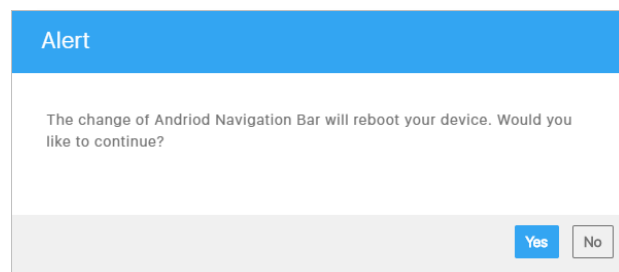 Alert
The change of Andriod Navigation Bar will reboot your device. Would you
like to continue?
Yes No